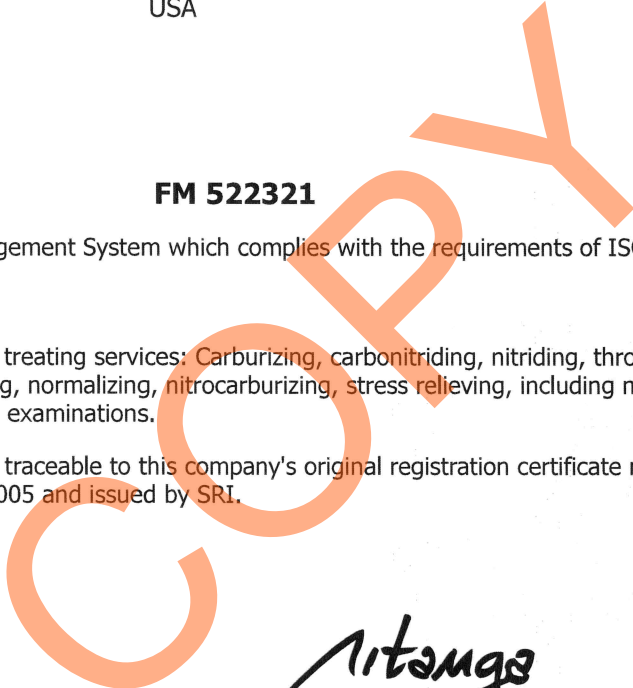 USA
FM 522321
gement System which complies with the requirements of IS
treating services: Carburizing, carbonitriding, nitriding, thro
g, normalizing, nitrocarburizing, stress relieving, including
examinations.
traceable to this company's original registration certificate
005 and issued by SRI.
COPY